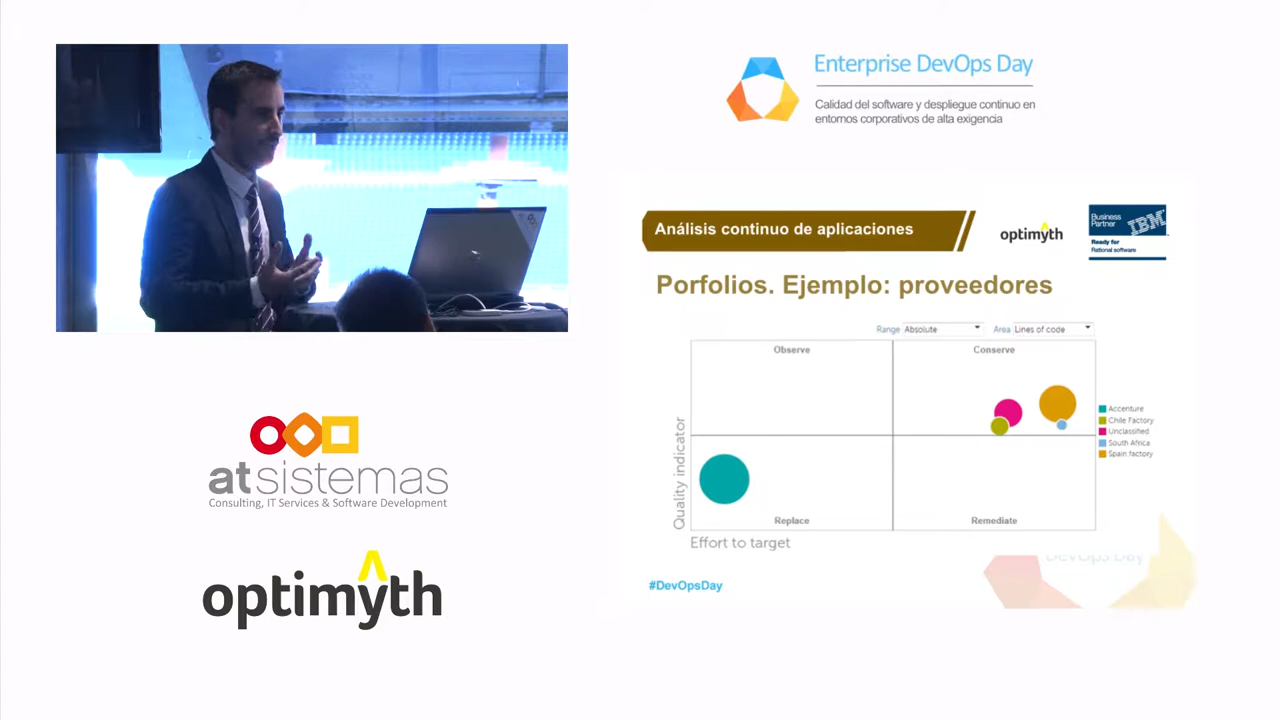 Enterprise DevOps Day
Calidad del software y despliegue continuo en
entornos corporativos de alta exigencia
Análisis continuo de aplicaciones
optimyth
Business
Partner
IBM
Ready for
Rational software
Porfolios. Ejemplo: proveedores
Range Absolute Area Lines of code
Observe
Conserve
Accenture
Chile Factory
Unclassified
South Africa
Spain factory
Quality indicator
Replace
Remediate
Effort to target
DevOps Day
#DevOpsDay
atsistemas
Consulting, IT Services & Software Development
optimyth